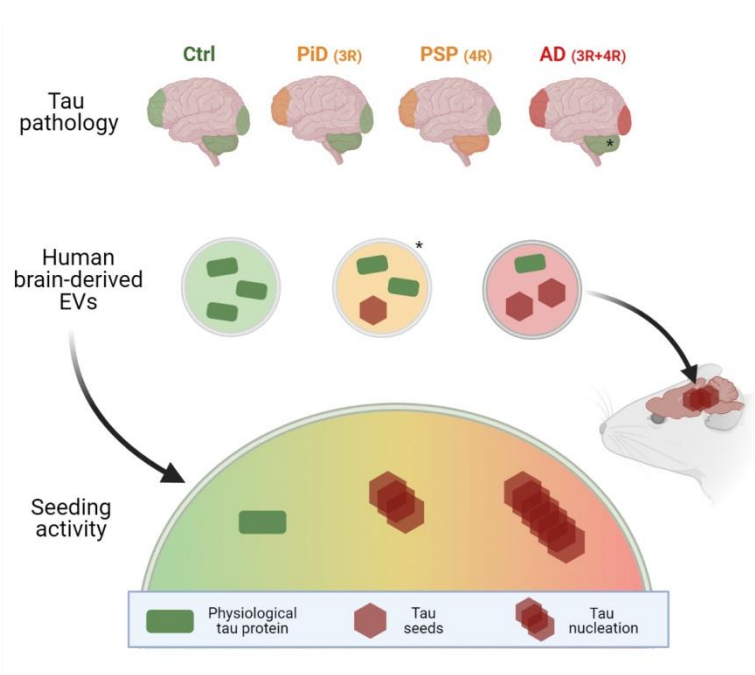 Ctrl
PiD (3R)
PSP (4R)
AD (3R+4R)
Tau
pathology
*
Human
brain-derived
EVs
*
Seeding
activity
Physiological
tau protein
Tau
seeds
Tau
nucleation